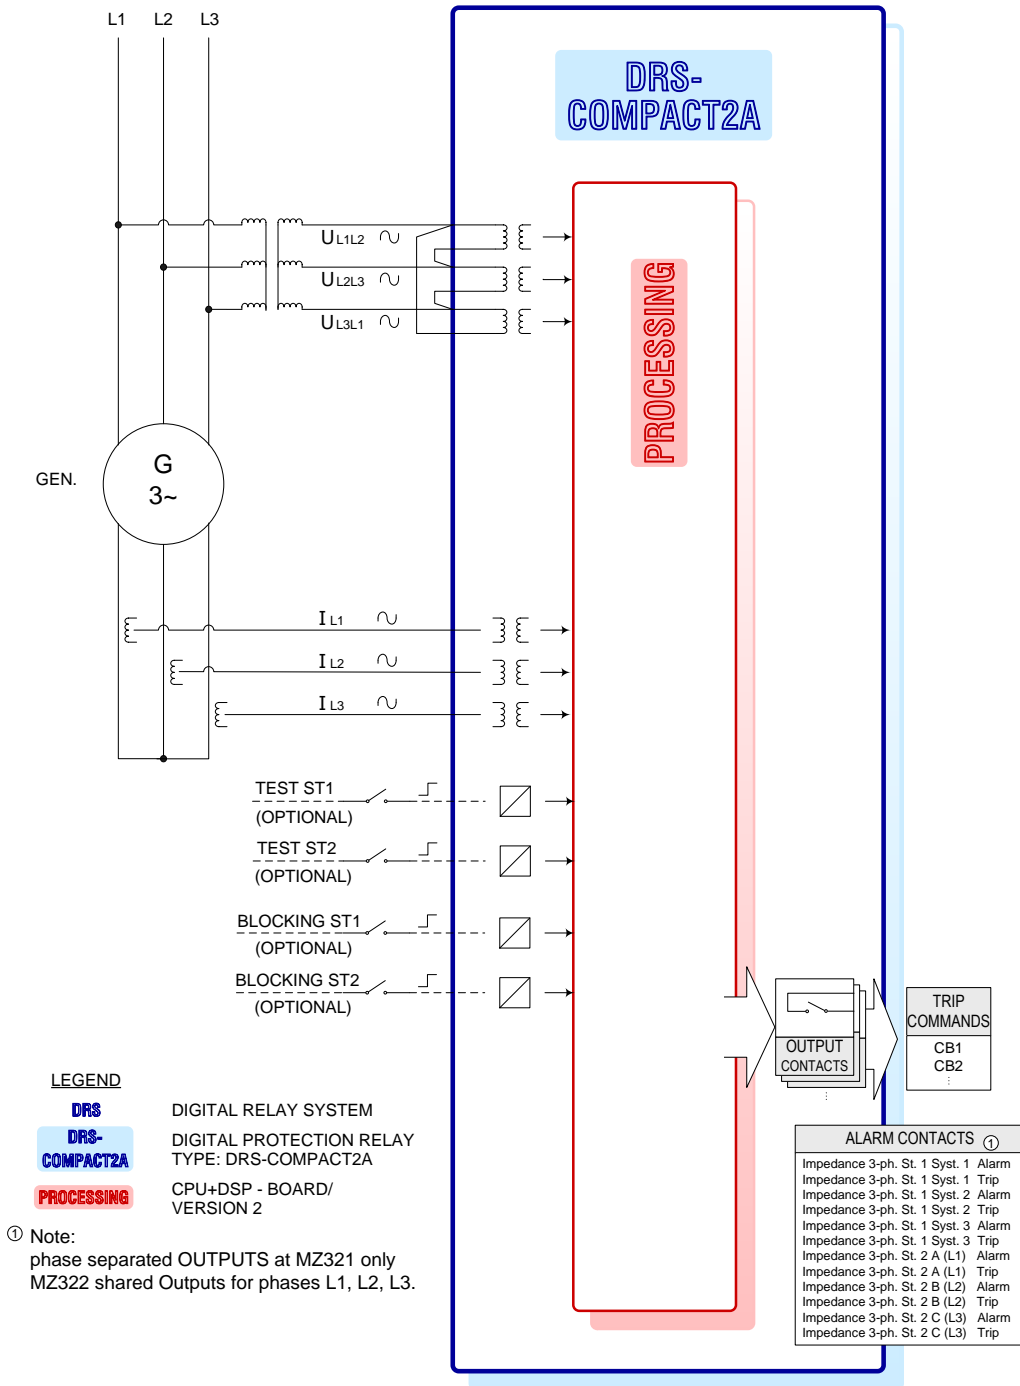 L1 L2 L3
DRS-
COMPACT2A
PROCESSING
UL1L2
UL2L3
UL3L1
GEN.
G
3~
I L1
I L2
I L3
TEST ST1
(OPTIONAL)
TEST ST2
(OPTIONAL)
BLOCKING ST1
(OPTIONAL)
BLOCKING ST2
(OPTIONAL)
OUTPUT
CONTACTS
TRIP
COMMANDS
CB1
CB2
LEGEND
DRS DIGITAL RELAY SYSTEM
DRS-
COMPACT2A
DIGITAL PROTECTION RELAY
TYPE: DRS-COMPACT2A
PROCESSING
CPU+DSP - BOARD/
VERSION 2
① Note:
phase separated OUTPUTS at MZ321 only
MZ322 shared Outputs for phases L1, L2, L3.
ALARM CONTACTS ①
Impedance 3-ph. St. 1 Syst. 1 Alarm
Impedance 3-ph. St. 1 Syst. 1 Trip
Impedance 3-ph. St. 1 Syst. 2 Alarm
Impedance 3-ph. St. 1 Syst. 2 Trip
Impedance 3-ph. St. 1 Syst. 3 Alarm
Impedance 3-ph. St. 1 Syst. 3 Trip
Impedance 3-ph. St. 2 A (L1) Alarm
Impedance 3-ph. St. 2 A (L1) Trip
Impedance 3-ph. St. 2 B (L2) Alarm
Impedance 3-ph. St. 2 B (L2) Trip
Impedance 3-ph. St. 2 C (L3) Alarm
Impedance 3-ph. St. 2 C (L3) Trip